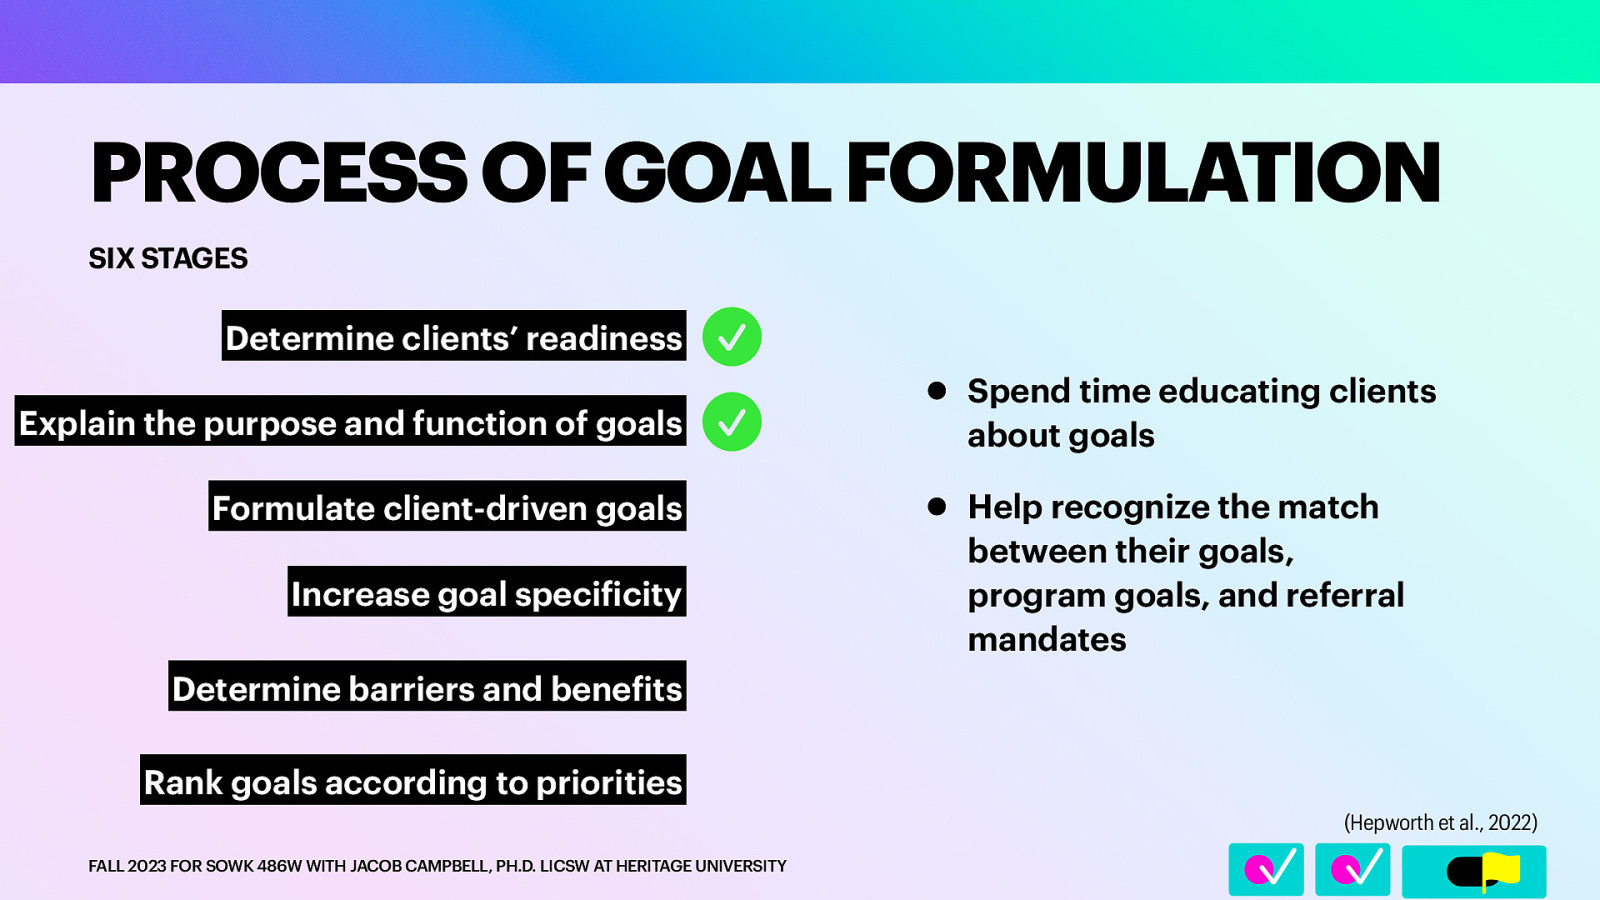 PROCESS OF GOAL FORMULATION
SIX STAGES
Determine clients’ readiness
Explain the purpose and function of goals
Formulate client-driven goals
Increase goal specificity
Determine barriers and benefits
Rank goals according to priorities
• Spend time educating clients
about goals
• Help recognize the match
between their goals,
program goals, and referral
mandates
(Hepworth et al., 2022)
FALL 2023 FOR SOWK 486W WITH JACOB CAMPBELL, PH.D. LICSW AT HERITAGE UNIVERSITY